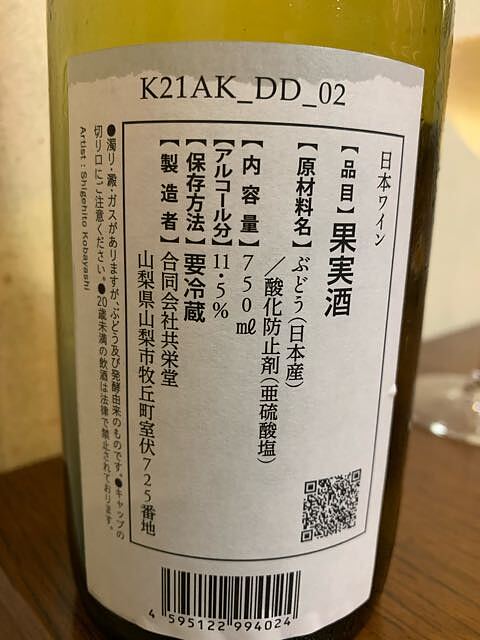 K21AK_DD_02
日本ワイン
【品目】果実酒
【原材料名】ぶどう(日本産)
／酸化防止剤(亜硫酸塩)
【内容量】750㎖
【アルコール分】11・5%
【保存方法】要冷蔵
【製造者】合同会社共栄堂
山梨県山梨市牧丘町室伏725番地
●濁り・澱・ガスがありますが、ぶどう及び発酵由来のものです。●キャップの
切り口にご注意ください。●20歳未満の飲酒は法律で禁止されております。
Artist : Shigehito Kobayashi
4 595122 994024